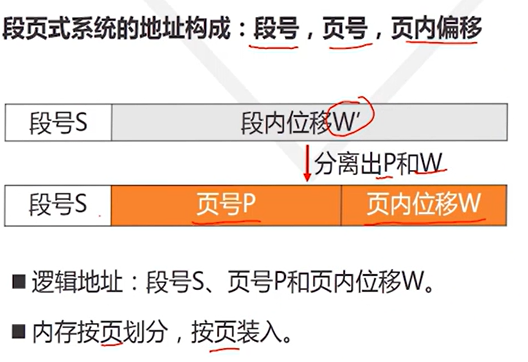 段页式系统的地址构成：段号，页号，页内偏移
段号S 段内位移W'
分离出P和W
段号S 页号P 页内位移W
■ 逻辑地址：段号S、页号P和页内位移W。
■ 内存按页划分，按页装入。